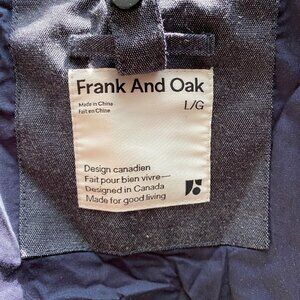 Frank And Oak
Made in China
Fait en Chine
L/G
Design canadien
Fait pour bien vivre—
Designed in Canada
Made for good living